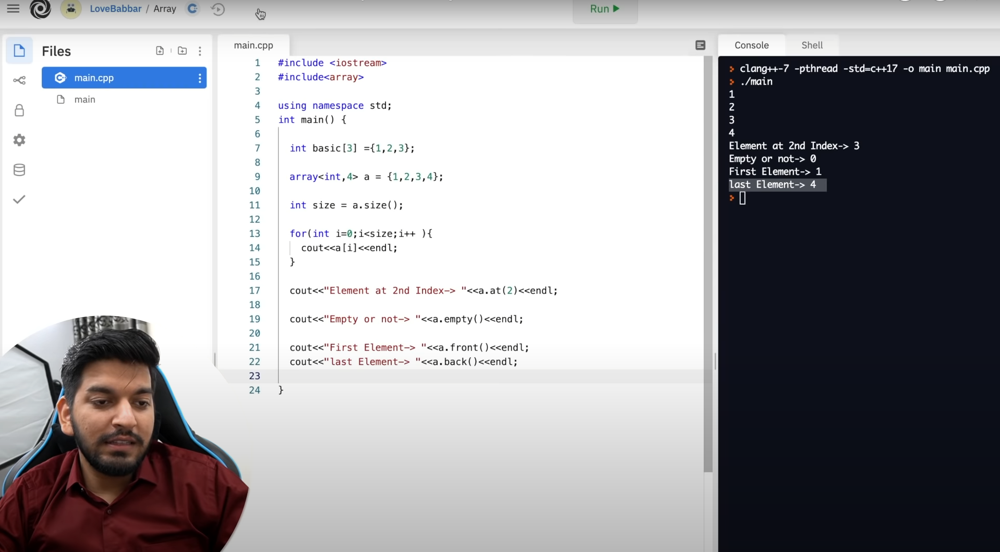 LoveBabbar / Array
Run
Files
main.cpp
main
main.cpp
1 #include <iostream>
2 #include<array>
3
4 using namespace std;
5 int main() {
6
7 int basic[3] ={1,2,3};
8
9 array<int,4> a = {1,2,3,4};
10
11 int size = a.size();
12
13 for(int i=0;i<size;i++ ){
14 cout<<a[i]<<endl;
15 }
16
17 cout<<"Element at 2nd Index-> "<<a.at(2)<<endl;
18
19 cout<<"Empty or not-> "<<a.empty()<<endl;
20
21 cout<<"First Element-> "<<a.front()<<endl;
22 cout<<"last Element-> "<<a.back()<<endl;
23
24 }
Console Shell
> clang++-7 -pthread -std=c++17 -o main main.cpp
> ./main
1
2
3
4
Element at 2nd Index-> 3
Empty or not-> 0
First Element-> 1
last Element-> 4
>